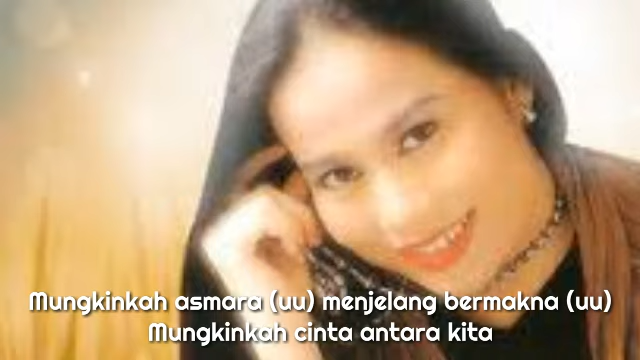 Mungkinkah asmara (uu) menjelang bermakna (uu)
Mungkinkah cinta antara kita